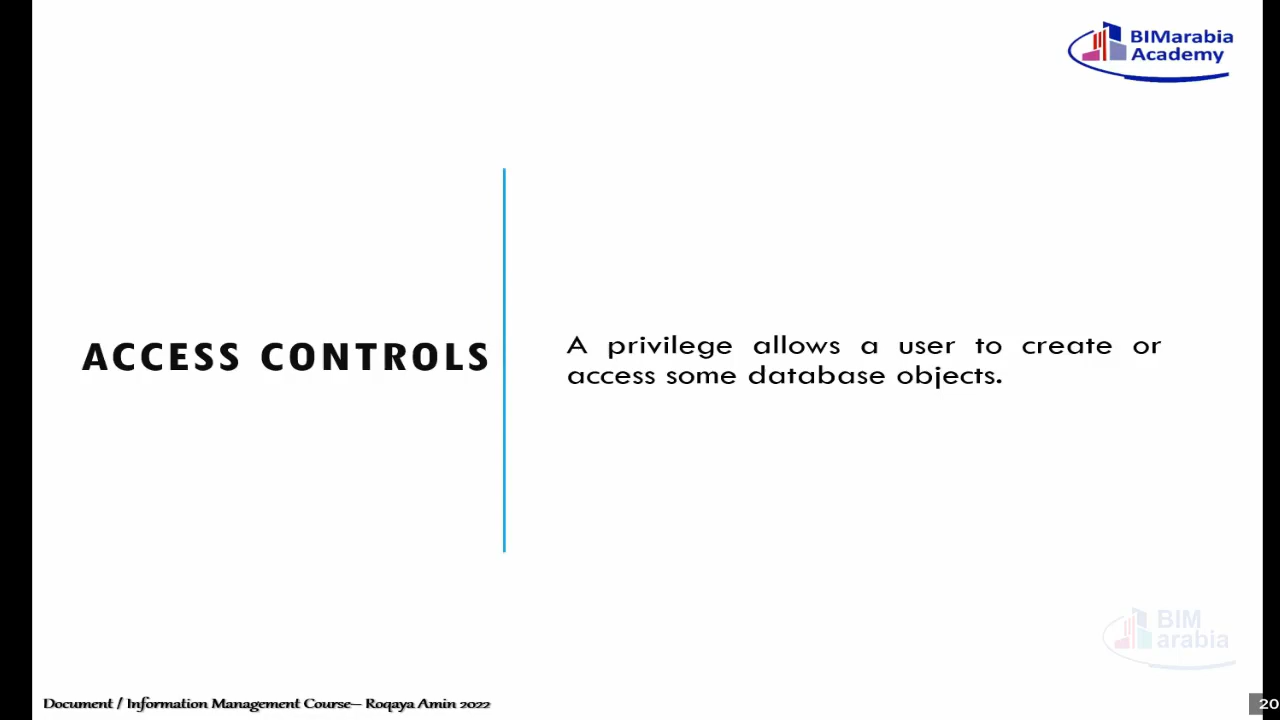 BIMarabia
Academy
ACCESS CONTROLS
A privilege allows a user to create or
access some database objects.
BIM
arabia
Document / Information Management Course– Roqaya Amin 2022
20